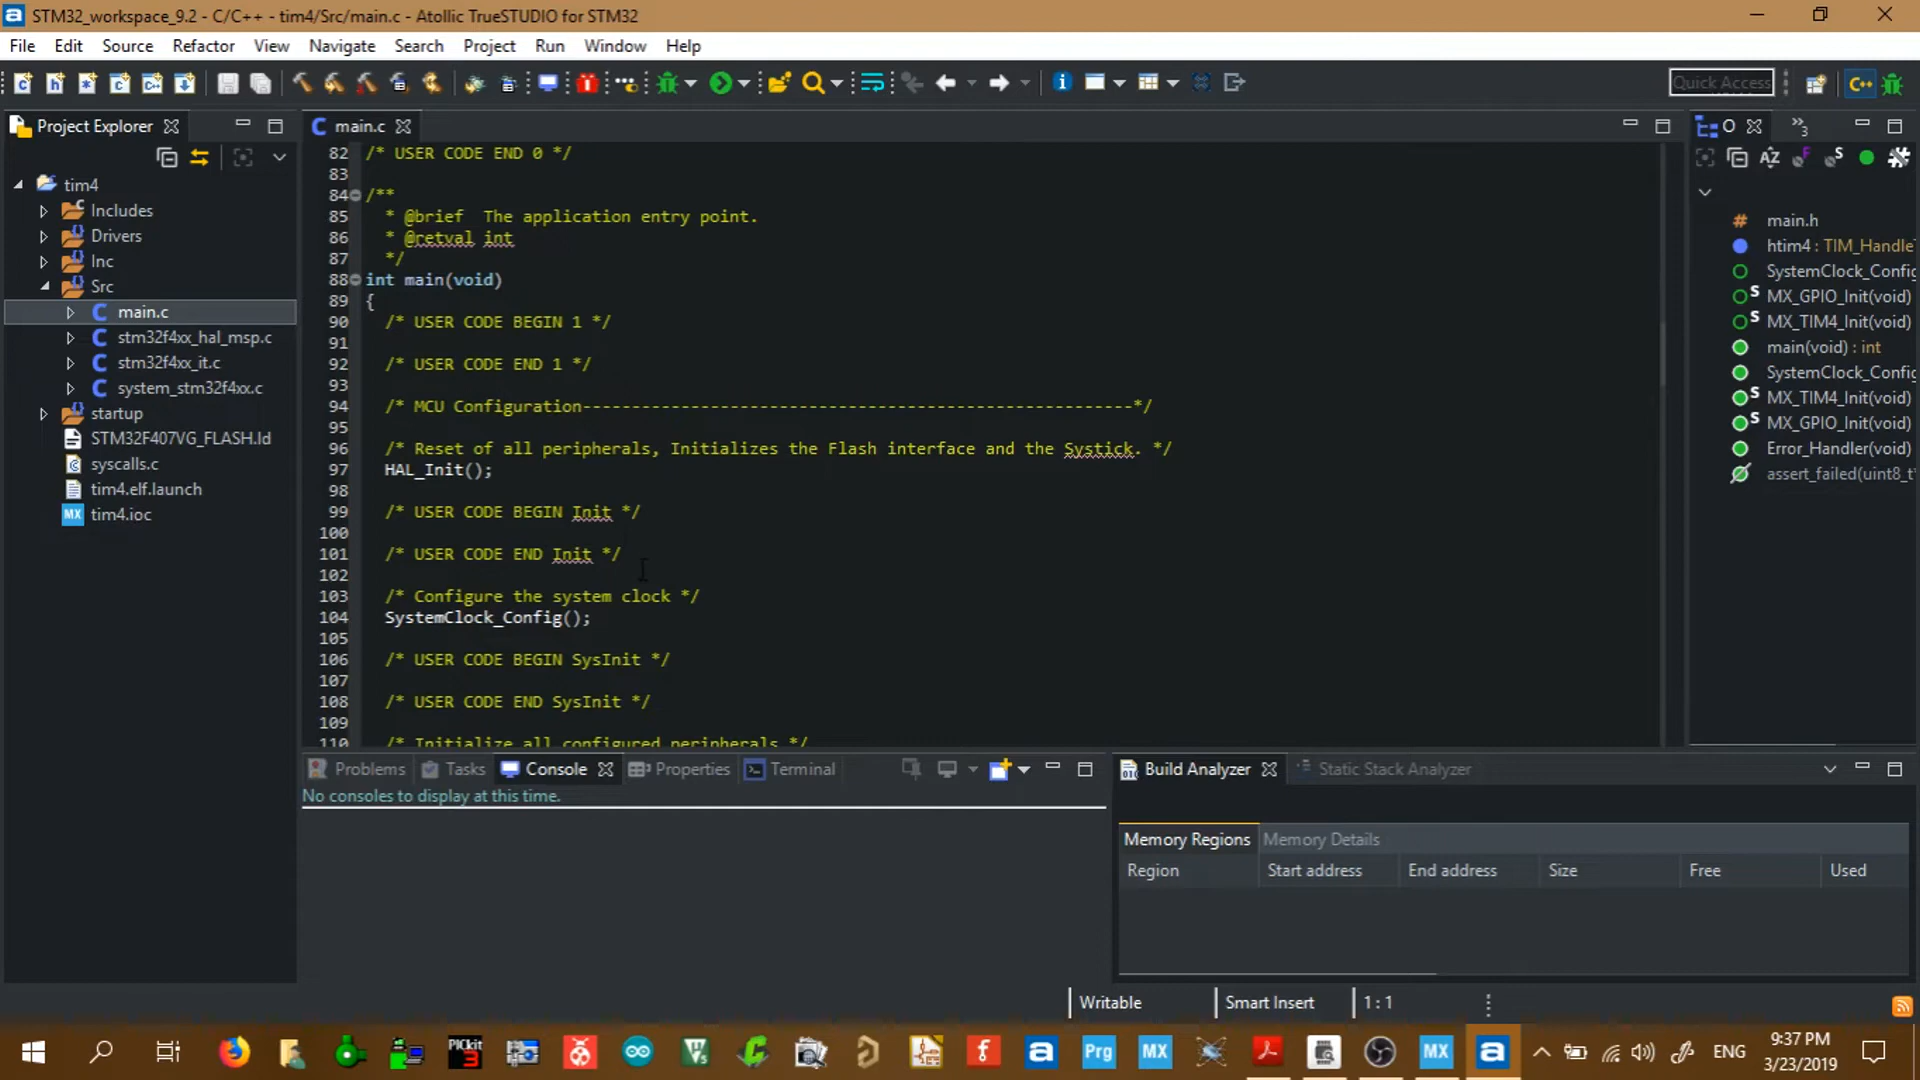 STM32_workspace_9.2 - C/C++ - tim4/Src/main.c - Atollic TrueSTUDIO for STM32
File Edit Source Refactor View Navigate Search Project Run Window Help
Quick Access
Project Explorer
main.c
O
3
tim4
Includes
Drivers
Inc
Src
main.c
stm32f4xx_hal_msp.c
stm32f4xx_it.c
system_stm32f4xx.c
startup
STM32F407VG_FLASH.ld
syscalls.c
tim4.elf.launch
MX tim4.ioc
82 /* USER CODE END 0 */
83
84 /**
85 * @brief  The application entry point.
86 * @retval int
87 */
88 int main(void)
89 {
90 /* USER CODE BEGIN 1 */
91
92 /* USER CODE END 1 */
93
94 /* MCU Configuration--------------------------------------------------------*/
95
96 /* Reset of all peripherals, Initializes the Flash interface and the Systick. */
97 HAL_Init();
98
99 /* USER CODE BEGIN Init */
100
101 /* USER CODE END Init */
102
103 /* Configure the system clock */
104 SystemClock_Config();
105
106 /* USER CODE BEGIN SysInit */
107
108 /* USER CODE END SysInit */
109
110 /* Initialize all configured peripherals */
main.h
htim4 : TIM_Handle
SystemClock_Config
MX_GPIO_Init(void)
MX_TIM4_Init(void)
main(void) : int
SystemClock_Config
MX_TIM4_Init(void)
MX_GPIO_Init(void)
Error_Handler(void)
assert_failed(uint8_t
Problems Tasks Console Properties Terminal
No consoles to display at this time.
Build Analyzer Static Stack Analyzer
Memory Regions Memory Details
Region Start address End address Size Free Used
Writable Smart Insert 1 : 1
PICkit 3
Prg
MX
MX
ENG
9:37 PM
3/23/2019